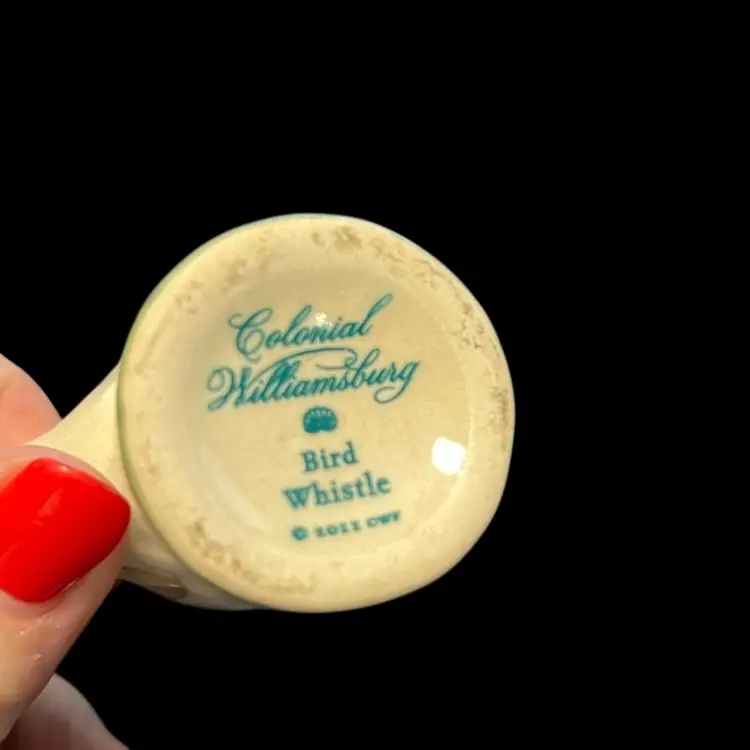 Colonial
Williamsburg
Bird
Whistle
© 2011 CWF